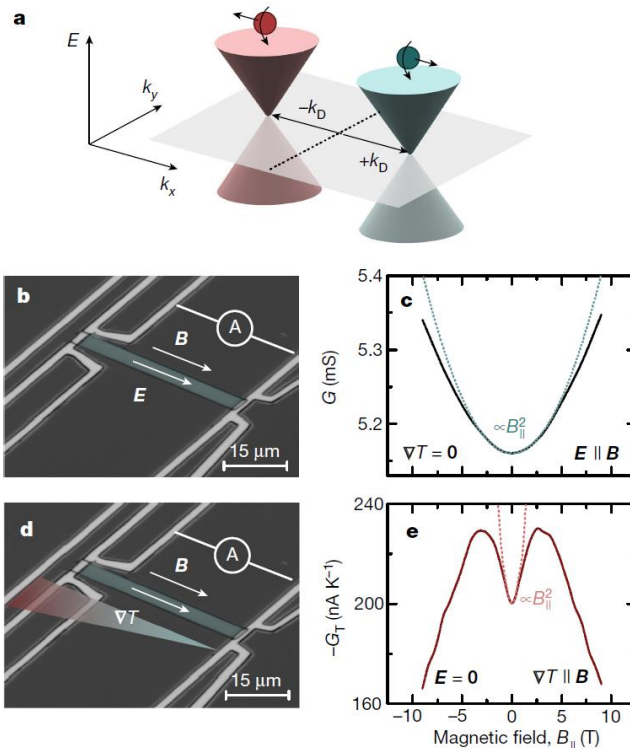 a
E
k_y
k_x
−k_D
+k_D
b
A
B
E
15 μm
c
5.4
5.3
5.2
G (mS)
∝B_∥^2
∇T = 0
E ∥ B
d
A
B
∇T
15 μm
e
240
200
160
−G_T (nA K⁻¹)
∝B_∥^2
E = 0
∇T ∥ B
−10 −5 0 5 10
Magnetic field, B_∥ (T)